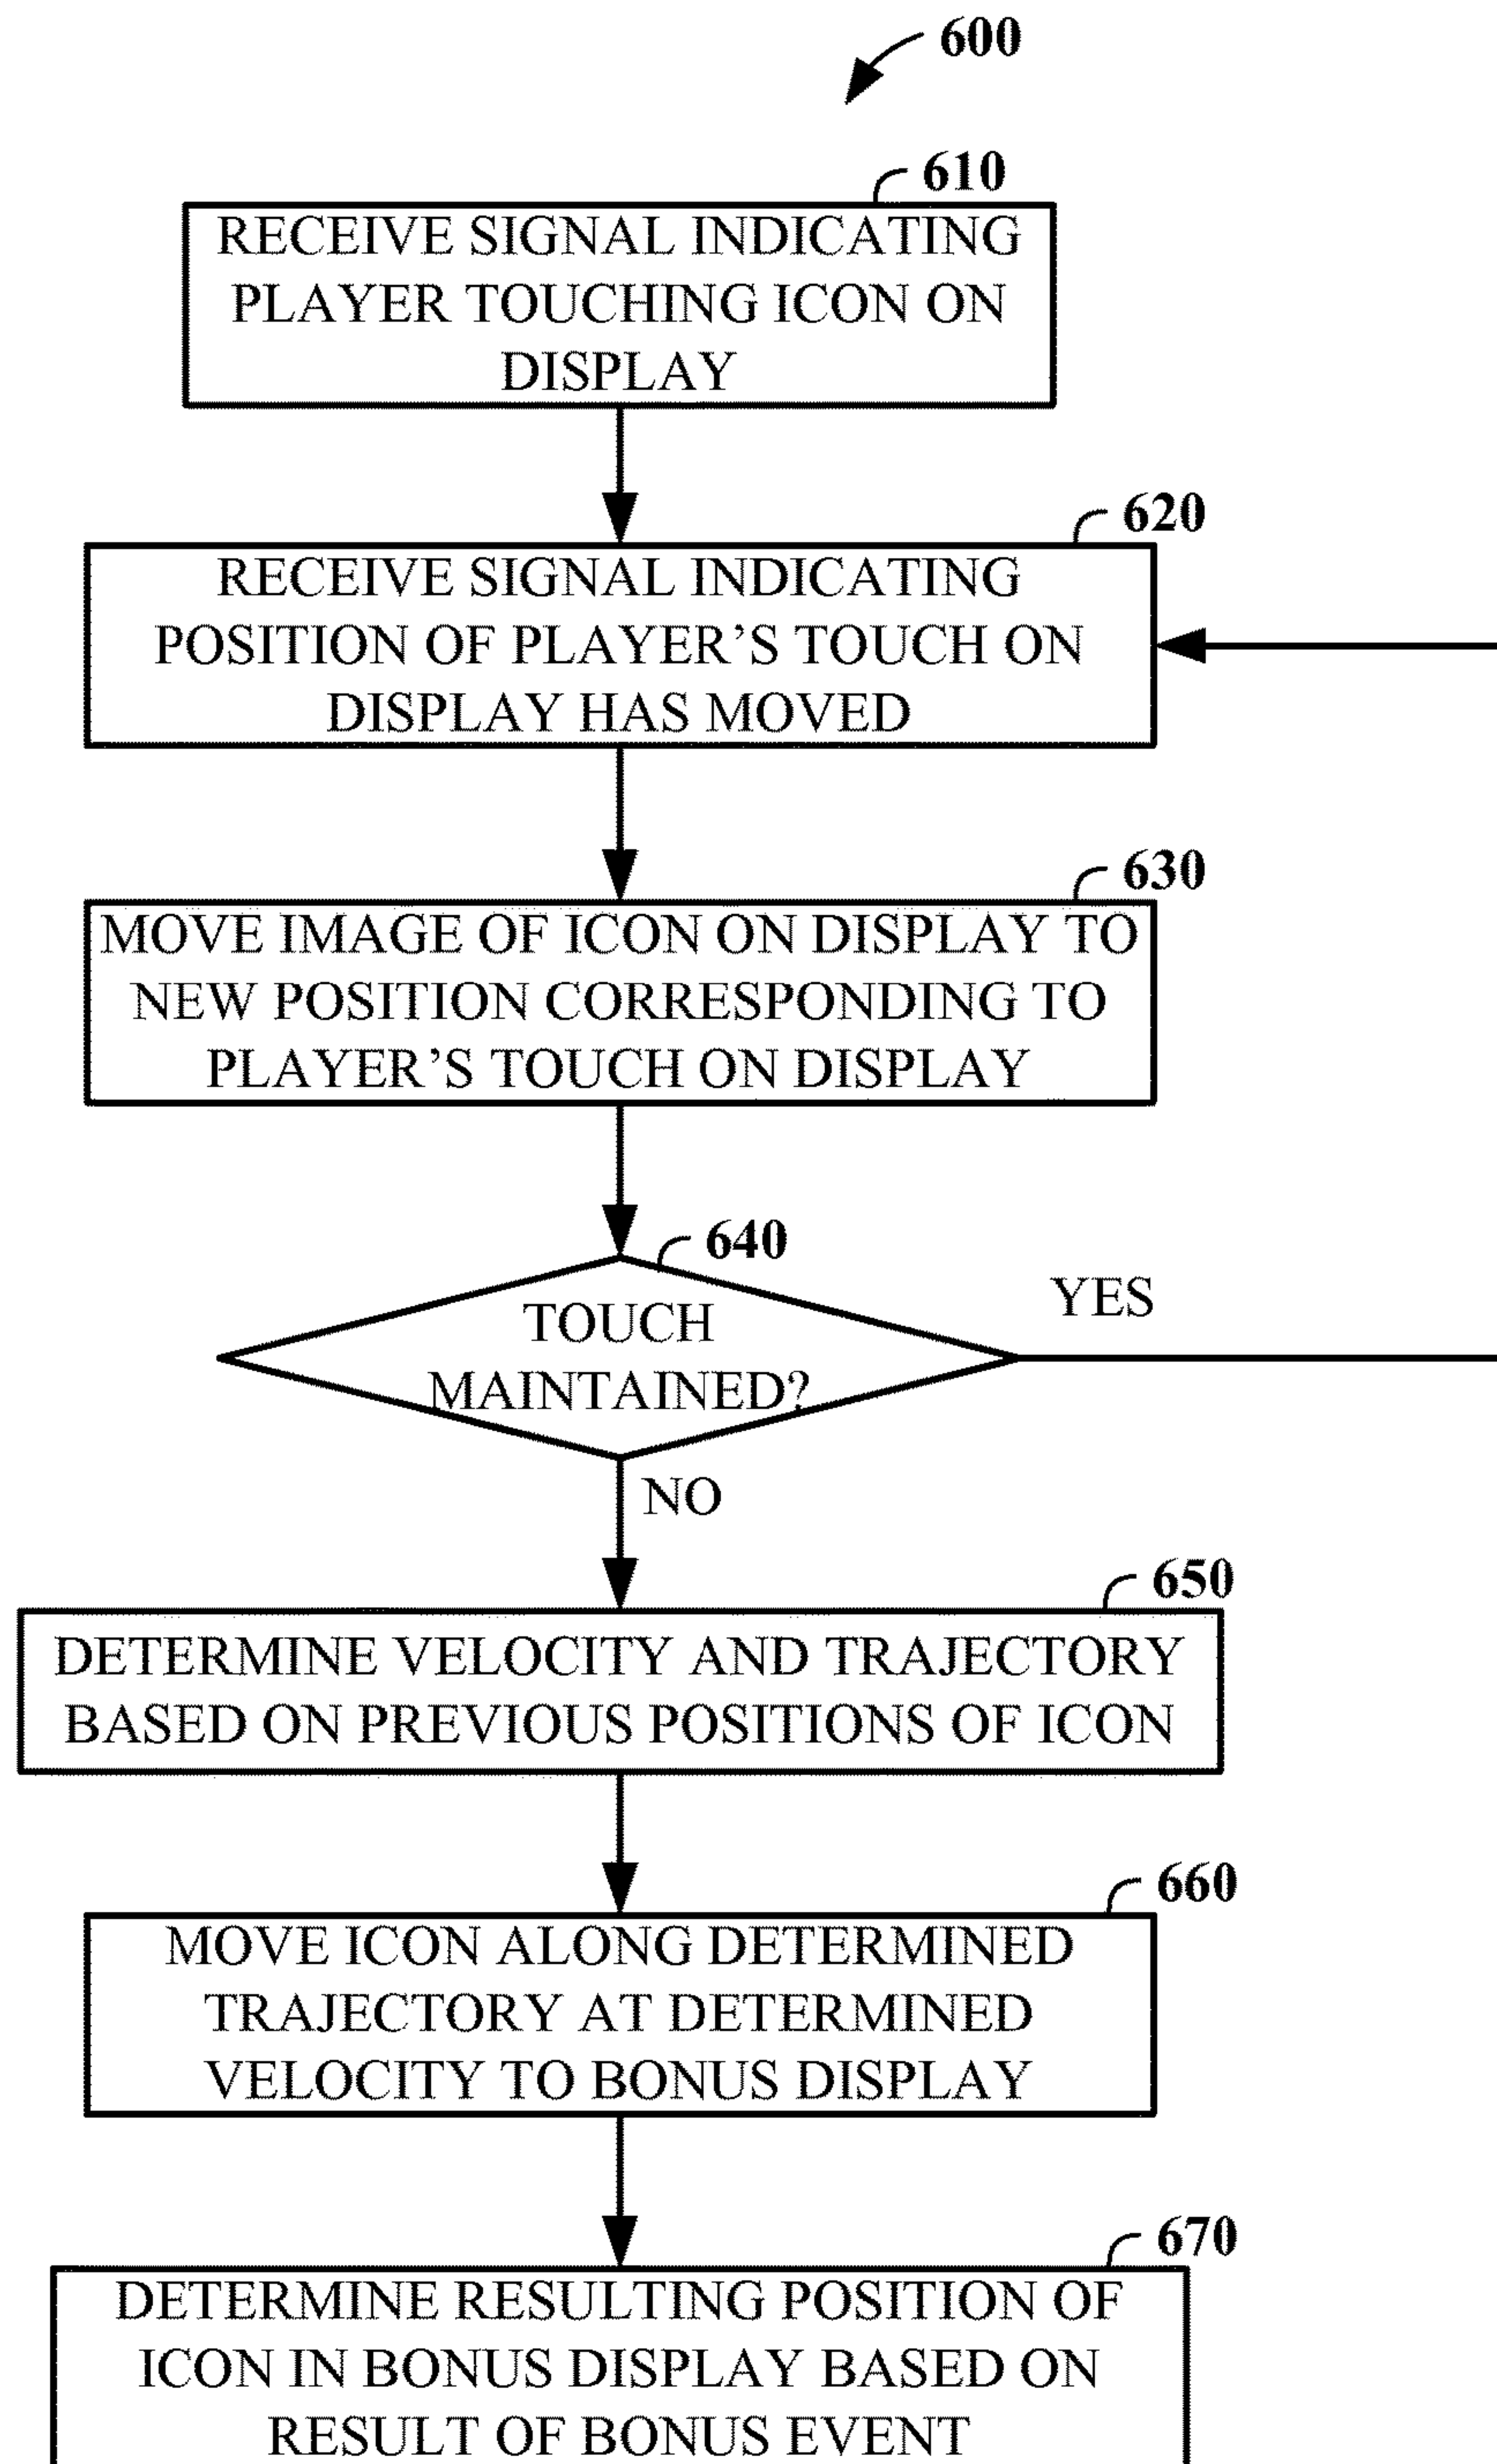 600
610
RECEIVE SIGNAL INDICATING
PLAYER TOUCHING ICON ON
DISPLAY
620
RECEIVE SIGNAL INDICATING
POSITION OF PLAYER’S TOUCH ON
DISPLAY HAS MOVED
630
MOVE IMAGE OF ICON ON DISPLAY TO
NEW POSITION CORRESPONDING TO
PLAYER’S TOUCH ON DISPLAY
640
TOUCH
MAINTAINED?
YES
NO
650
DETERMINE VELOCITY AND TRAJECTORY
BASED ON PREVIOUS POSITIONS OF ICON
660
MOVE ICON ALONG DETERMINED
TRAJECTORY AT DETERMINED
VELOCITY TO BONUS DISPLAY
670
DETERMINE RESULTING POSITION OF
ICON IN BONUS DISPLAY BASED ON
RESULT OF BONUS EVENT